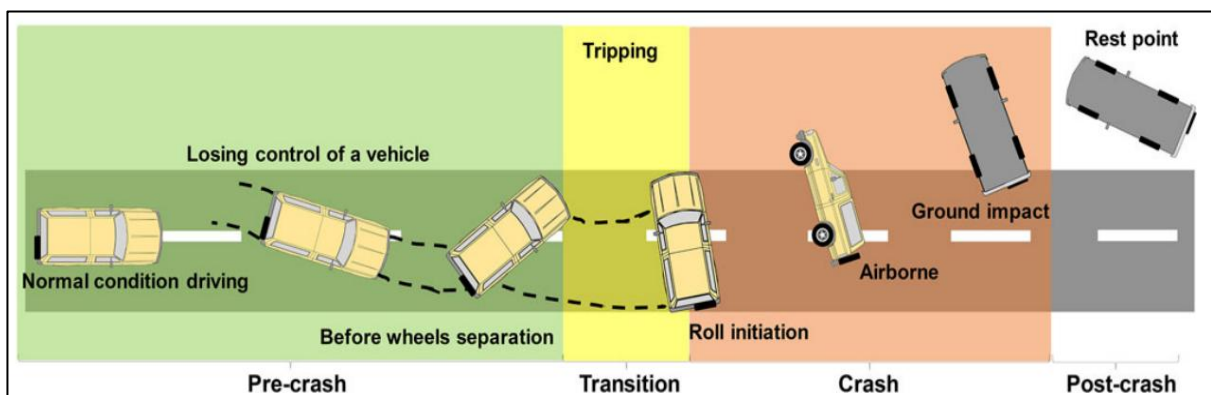 Rest point
Tripping
Losing control of a vehicle
Ground impact
Normal condition driving
Airborne
Before wheels separation
Roll initiation
Pre-crash
Transition
Crash
Post-crash